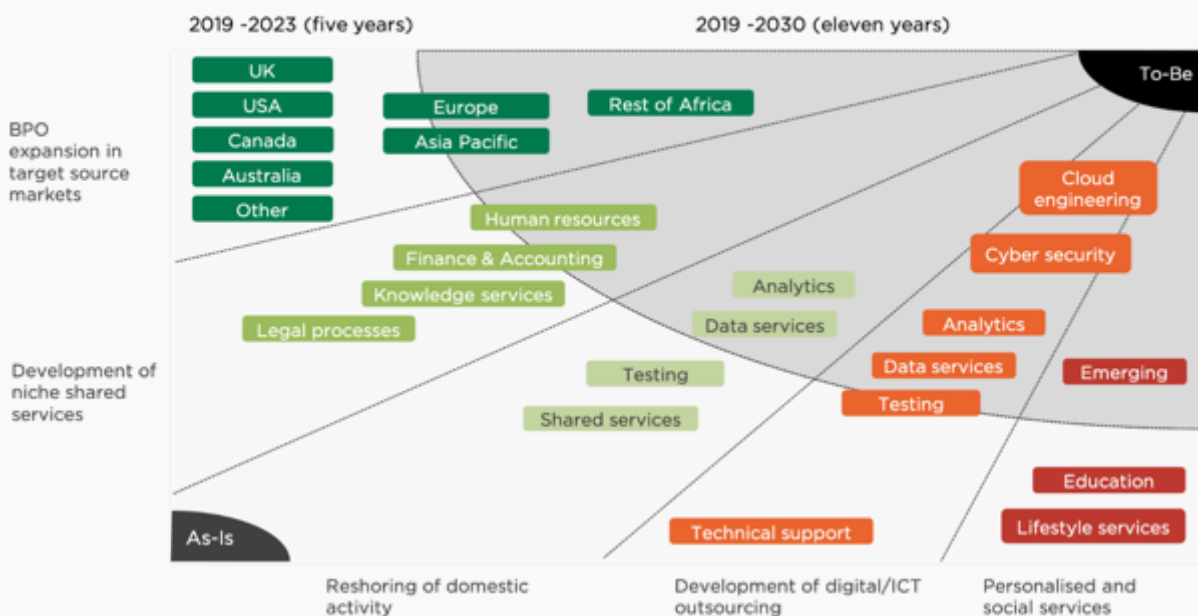 2019 -2023 (five years)
2019 -2030 (eleven years)
To-Be
BPO
expansion in
target source
markets
UK
USA
Canada
Australia
Other
Europe
Asia Pacific
Rest of Africa
Human resources
Finance & Accounting
Knowledge services
Legal processes
Development of
niche shared
services
Analytics
Data services
Testing
Shared services
Cloud
engineering
Cyber security
Analytics
Data services
Testing
Technical support
Emerging
Education
Lifestyle services
As-Is
Reshoring of domestic
activity
Development of digital/ICT
outsourcing
Personalised and
social services